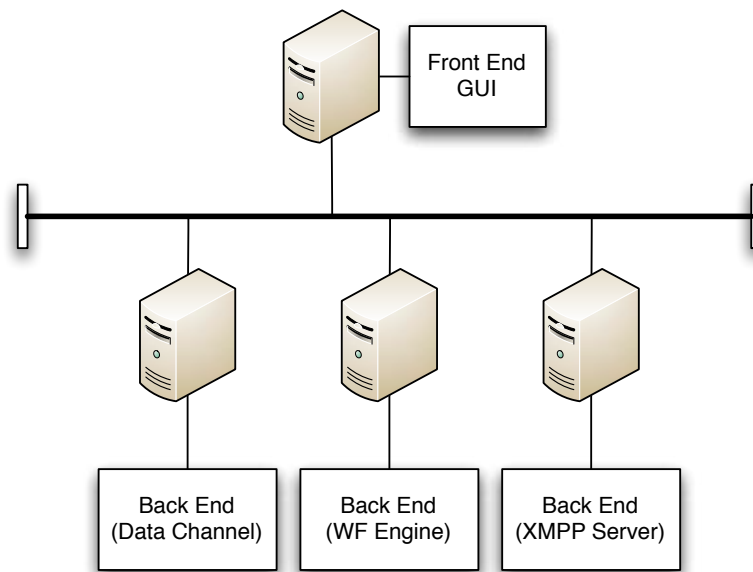 Front End
GUI
Back End
(Data Channel)
Back End
(WF Engine)
Back End
(XMPP Server)